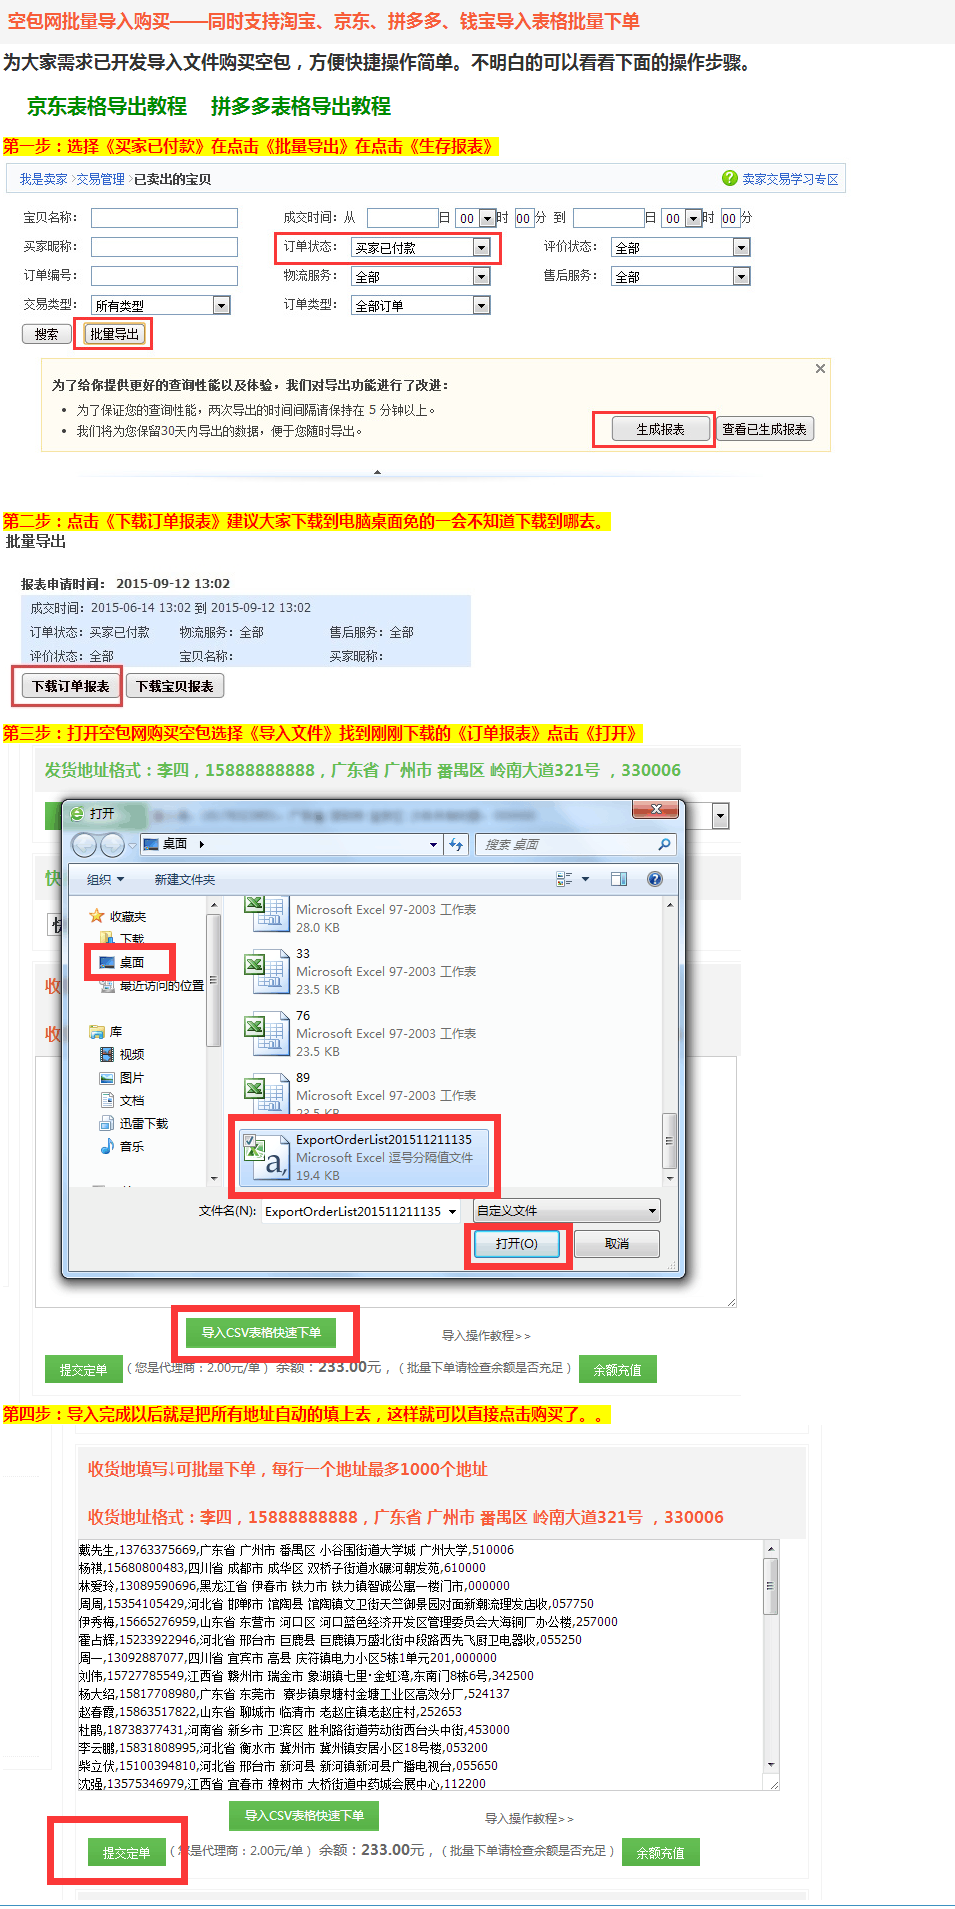 空包网批量导入购买——同时支持淘宝、京东、拼多多、钱宝导入表格批量下单
为大家需求已开发导入文件购买空包，方便快捷操作简单。不明白的可以看看下面的操作步骤。
京东表格导出教程 拼多多表格导出教程
第一步：选择《买家已付款》在点击《批量导出》在点击《生存报表》
我是卖家 > 交易管理 > 已卖出的宝贝 ? 卖家交易学习专区
宝贝名称： 成交时间：从 日 00 时 00 分 到 日 00 时 00 分
买家昵称： 订单状态： 买家已付款 评价状态： 全部
订单编号： 物流服务： 全部 售后服务： 全部
交易类型： 所有类型 订单类型： 全部订单
搜索 批量导出
为了给你提供更好的查询性能以及体验，我们对导出功能进行了改进：
• 为了保证您的查询性能，两次导出的时间间隔请保持在 5 分钟以上。
• 我们将为您保留30天内导出的数据，便于您随时导出。
生成报表 查看已生成报表
第二步：点击《下载订单报表》建议大家下载到电脑桌面免的一会不知道下载到哪去。
批量导出
报表申请时间： 2015-09-12 13:02
成交时间：2015-06-14 13:02 到 2015-09-12 13:02
订单状态：买家已付款 物流服务：全部 售后服务：全部
评价状态：全部 宝贝名称： 买家昵称：
下载订单报表 下载宝贝报表
第三步：打开空包网购买空包选择《导入文件》找到刚刚下载的《订单报表》点击《打开》
发货地址格式：李四，15888888888，广东省 广州市 番禺区 岭南大道321号 ，330006
打开
桌面 搜索 桌面
组织 新建文件夹
快
收
收
收藏夹
下载
桌面
最近访问的位置
库
视频
图片
文档
迅雷下载
音乐
Microsoft Excel 97-2003 工作表
28.0 KB
33
Microsoft Excel 97-2003 工作表
23.5 KB
76
Microsoft Excel 97-2003 工作表
23.5 KB
89
Microsoft Excel 97-2003 工作表
23.5 KB
ExportOrderList201511211135
Microsoft Excel 逗号分隔值文件
19.4 KB
文件名(N): ExportOrderList201511211135 自定义文件
打开(O) 取消
导入CSV表格快速下单 导入操作教程>>
提交定单 （您是代理商：2.00元/单） 余额：233.00元，（批量下单请检查余额是否充足） 余额充值
第四步：导入完成以后就是把所有地址自动的填上去，这样就可以直接点击购买了。。
收货地填写↓可批量下单，每行一个地址最多1000个地址
收货地址格式：李四，15888888888，广东省 广州市 番禺区 岭南大道321号 ，330006
戴先生,13763375669,广东省 广州市 番禺区 小谷围街道大学城 广州大学,510006
杨祺,15680800483,四川省 成都市 成华区 双桥子街道水碾河朝发苑,610000
林爱玲,13089590696,黑龙江省 伊春市 铁力市 铁力镇智诚公寓一楼门市,000000
周周,15354105429,河北省 邯郸市 馆陶县 馆陶镇文卫街天竺御景园对面新潮流理发店收,057750
伊秀梅,15665276959,山东省 东营市 河口区 河口蓝色经济开发区管理委员会大海铜厂办公楼,257000
霍占辉,15233922946,河北省 邢台市 巨鹿县 巨鹿镇万盛北街中段路西先飞厨卫电器收,055250
周一,13092887077,四川省 宜宾市 高县 庆符镇电力小区5栋1单元201,000000
刘伟,15727785549,江西省 赣州市 瑞金市 象湖镇七里·金虹湾,东南门8栋6号,342500
杨大绍,15817708980,广东省 东莞市  寮步镇泉塘村金塘工业区高效分厂,524137
赵春霞,15863517822,山东省 聊城市 临清市 老赵庄镇老赵庄村,252653
杜鹃,18738377431,河南省 新乡市 卫滨区 胜利路街道劳动街西台头中街,453000
李云鹏,15831808995,河北省 衡水市 冀州市 冀州镇安居小区18号楼,053200
柴立伏,15100394810,河北省 邢台市 新河县 新河镇新河县广播电视台,055650
沈强,13575346979,江西省 宜春市 樟树市 大桥街道中药城会展中心,112200
导入CSV表格快速下单 导入操作教程>>
提交定单 （您是代理商：2.00元/单） 余额：233.00元，（批量下单请检查余额是否充足） 余额充值